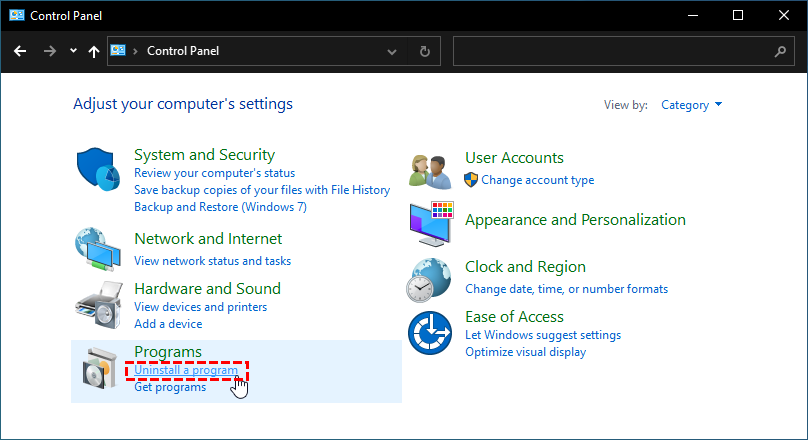 Control Panel
Control Panel
Adjust your computer's settings
View by: Category
System and Security
Review your computer's status
Save backup copies of your files with File History
Backup and Restore (Windows 7)
Network and Internet
View network status and tasks
Hardware and Sound
View devices and printers
Add a device
Programs
Uninstall a program
Get programs
User Accounts
Change account type
Appearance and Personalization
Clock and Region
Change date, time, or number formats
Ease of Access
Let Windows suggest settings
Optimize visual display